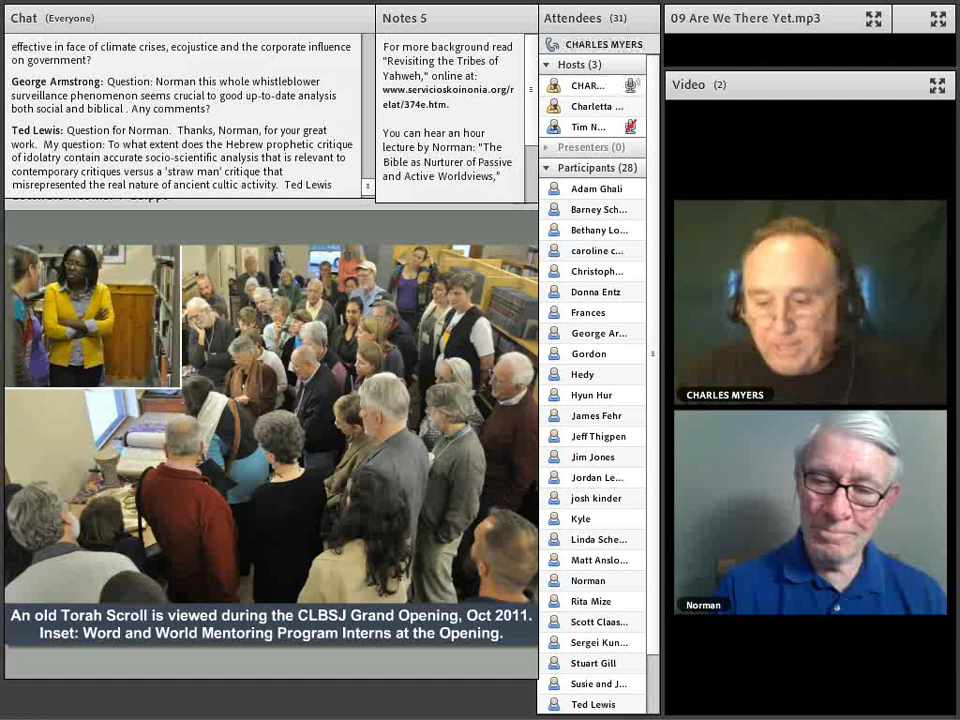 Chat (Everyone)
effective in face of climate crises, ecojustice and the corporate influence
on government?
George Armstrong: Question: Norman this whole whistleblower
surveillance phenomenon seems crucial to good up-to-date analysis
both social and biblical . Any comments?
Ted Lewis: Question for Norman. Thanks, Norman, for your great
work. My question: To what extent does the Hebrew prophetic critique
of idolatry contain accurate socio-scientific analysis that is relevant to
contemporary critiques versus a 'straw man' critique that
misrepresented the real nature of ancient cultic activity. Ted Lewis
Notes 5
For more background read
"Revisiting the Tribes of
Yahweh," online at:
www.servicioskoinonia.org/r
elat/374e.htm.
You can hear an hour
lecture by Norman: "The
Bible as Nurturer of Passive
and Active Worldviews,"
Attendees (31)
CHARLES MYERS
Hosts (3)
CHAR...
Charletta ...
Tim N...
Presenters (0)
Participants (28)
Adam Ghali
Barney Sch...
Bethany Lo...
caroline c...
Christoph...
Donna Entz
Frances
George Ar...
Gordon
Hedy
Hyun Hur
James Fehr
Jeff Thigpen
Jim Jones
Jordan Le...
josh kinder
Kyle
Linda Sche...
Matt Anslo...
Norman
Rita Mize
Scott Claas...
Sergei Kun...
Stuart Gill
Susie and J...
Ted Lewis
09 Are We There Yet.mp3
Video (2)
CHARLES MYERS
Norman
An old Torah Scroll is viewed during the CLBSJ Grand Opening, Oct 2011.
Inset: Word and World Mentoring Program Interns at the Opening.